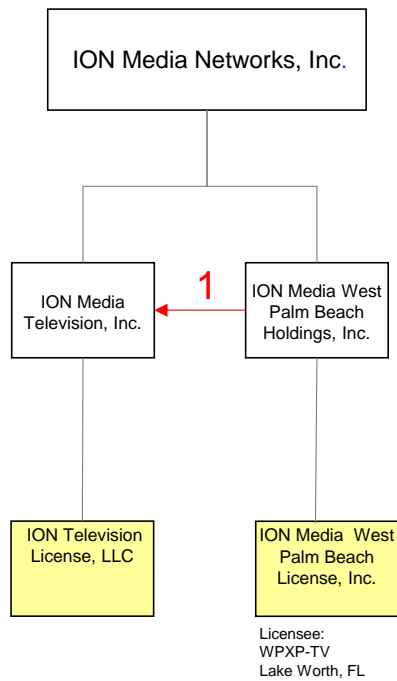 ION Media Networks, Inc.
ION Media
Television, Inc.
1
ION Media West
Palm Beach
Holdings, Inc.
ION Television
License, LLC
ION Media West
Palm Beach
License, Inc.
Licensee:
WPXP-TV
Lake Worth, FL